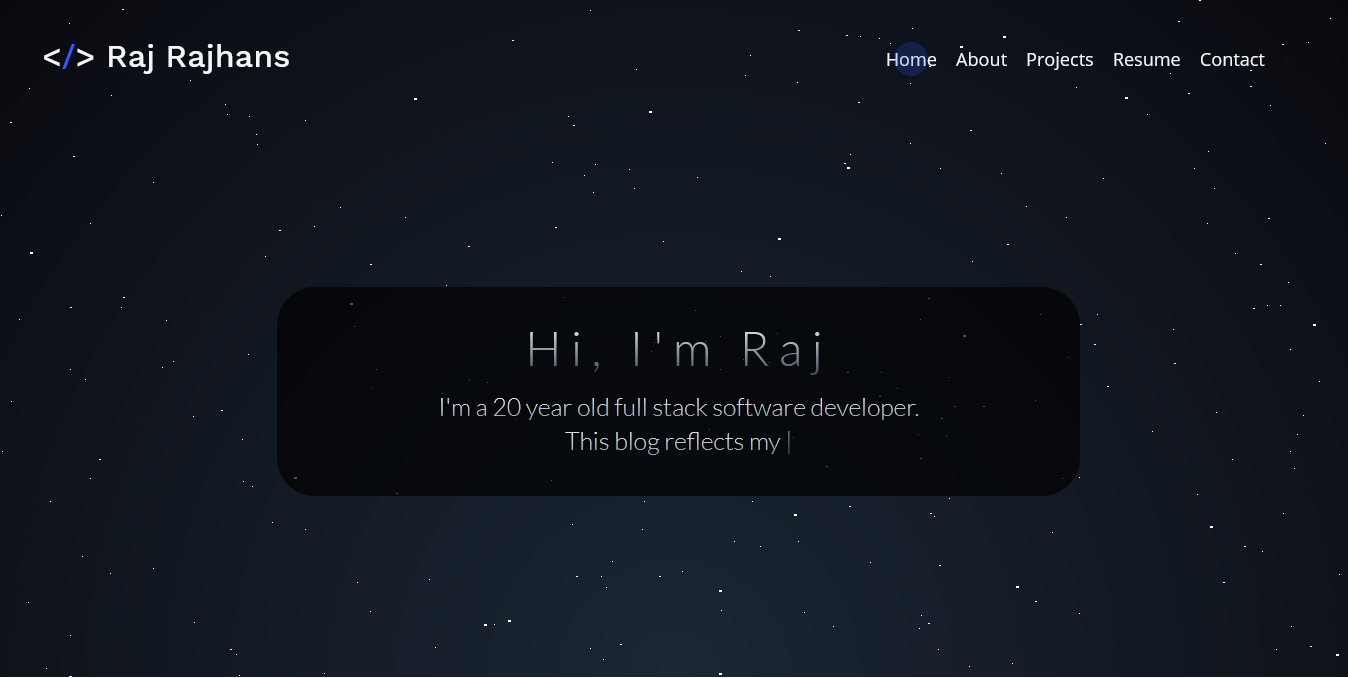 </> Raj Rajhans
Home About Projects Resume Contact
Hi, I'm Raj
I'm a 20 year old full stack software developer.
This blog reflects my |